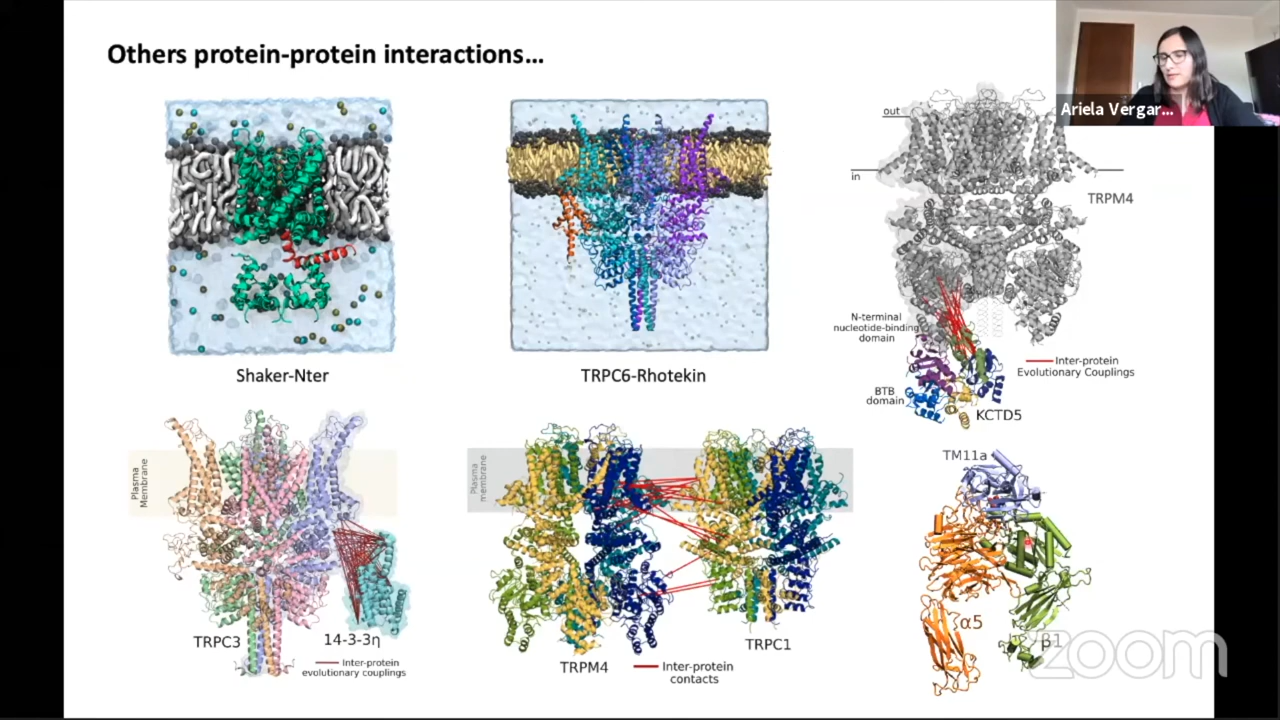 Others protein-protein interactions...
Ariela Vergar...
Shaker-Nter
TRPC6-Rhotekin
out
in
TRPM4
N-terminal
nucleotide-binding
domain
BTB
domain
Inter-protein
Evolutionary Couplings
KCTD5
Plasma
Membrane
TRPC3
14-3-3η
Inter-protein
evolutionary couplings
Plasma
membrane
TRPM4
TRPC1
Inter-protein
contacts
TM11a
α5
β1
zoom